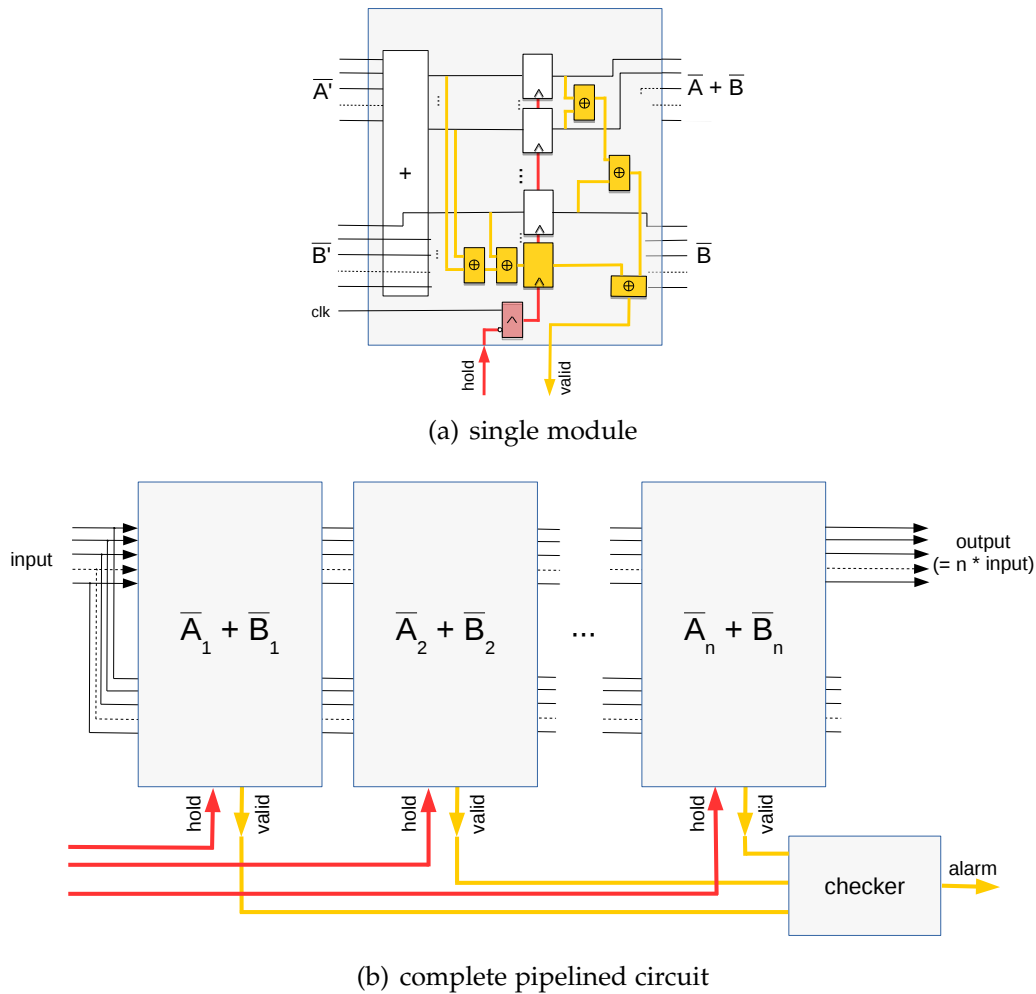 A' A + B
+
B' B
clk
hold valid
⊕
⊕
⊕ ⊕
⊕
^
...
(a) single module
input output
(= n * input)
A₁ + B₁ A₂ + B₂ ... Aₙ + Bₙ
hold valid hold valid hold valid
alarm
checker
(b) complete pipelined circuit